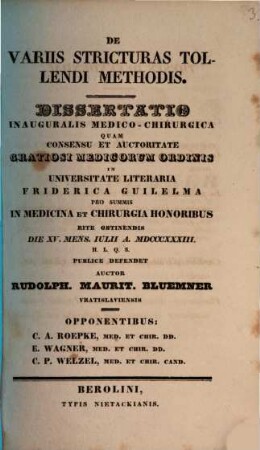 3
DE
VARIIS STRICTURAS TOL-
LENDI METHODIS.
DISSERTATIO
INAUGURALIS MEDICO-CHIRURGICA
QUAM
CONSENSU ET AUCTORITATE
GRATIOSI MEDICORUM ORDINIS
IN
UNIVERSITATE LITERARIA
FRIDERICA GUILELMA
PRO SUMMIS
IN MEDICINA ET CHIRURGIA HONORIBUS
RITE OBTINENDIS
DIE XV. MENS. IULII A. MDCCCXXXIII.
H. L. Q. S.
PUBLICE DEFENDET
AUCTOR
RUDOLPH. MAURIT. BLUEMNER
VRATISLAVIENSIS
OPPONENTIBUS:
C. A. ROEPKE, MED. ET CHIR. DD.
E. WAGNER, MED. ET CHIR. DD.
C. P. WELZEL, MED. ET CHIR. CAND.
BEROLINI,
TYPIS NIETACKIANIS.